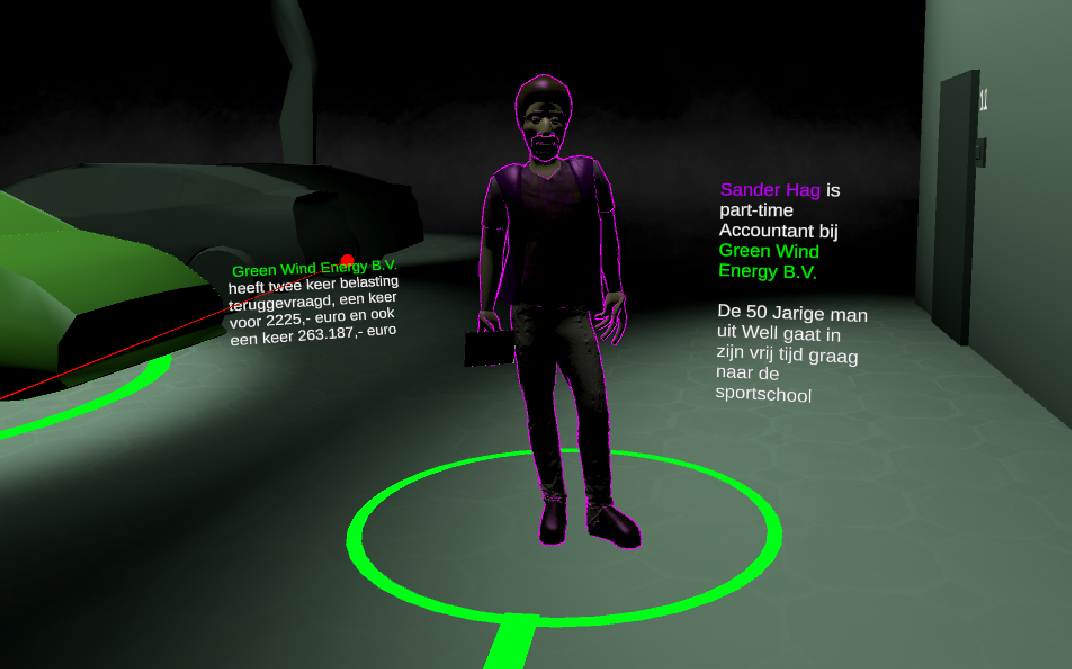 Green Wind Energy B.V.
heeft twee keer belasting
teruggevraagd, een keer
voor 2225,- euro en ook
een keer 263.187,- euro
Sander Hag is
part-time
Accountant bij
Green Wind
Energy B.V.
De 50 Jarige man
uit Well gaat in
zijn vrij tijd graag
naar de
sportschool